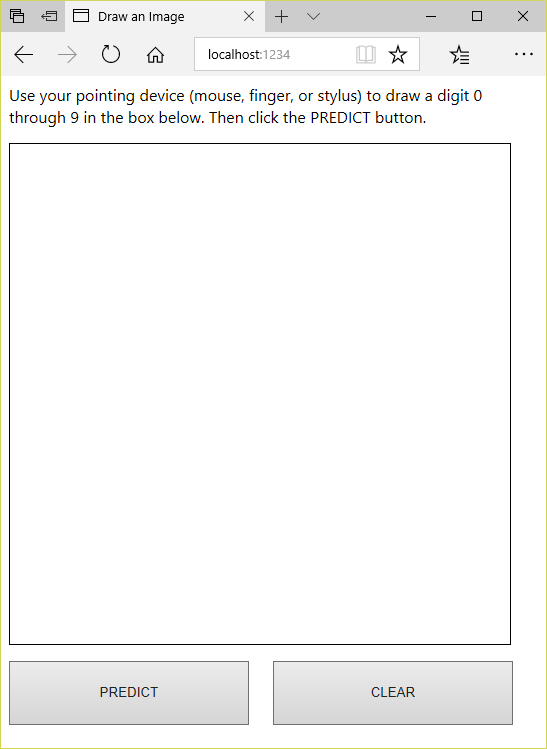 Draw an Image
localhost:1234
Use your pointing device (mouse, finger, or stylus) to draw a digit 0
through 9 in the box below. Then click the PREDICT button.
PREDICT
CLEAR